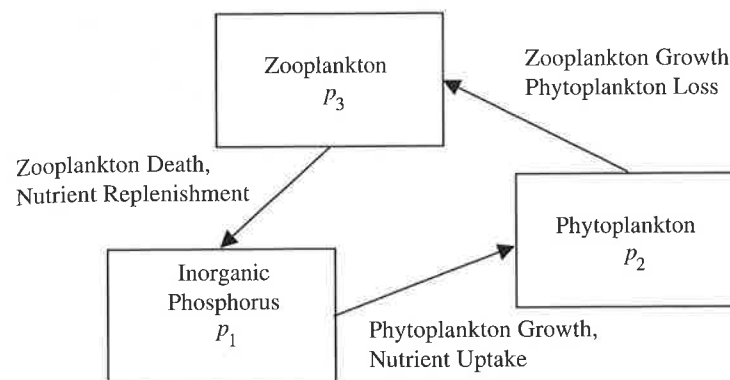 Zooplankton
p3
Zooplankton Growth,
Phytoplankton Loss
Zooplankton Death,
Nutrient Replenishment
Phytoplankton
p2
Inorganic
Phosphorus
p1
Phytoplankton Growth,
Nutrient Uptake